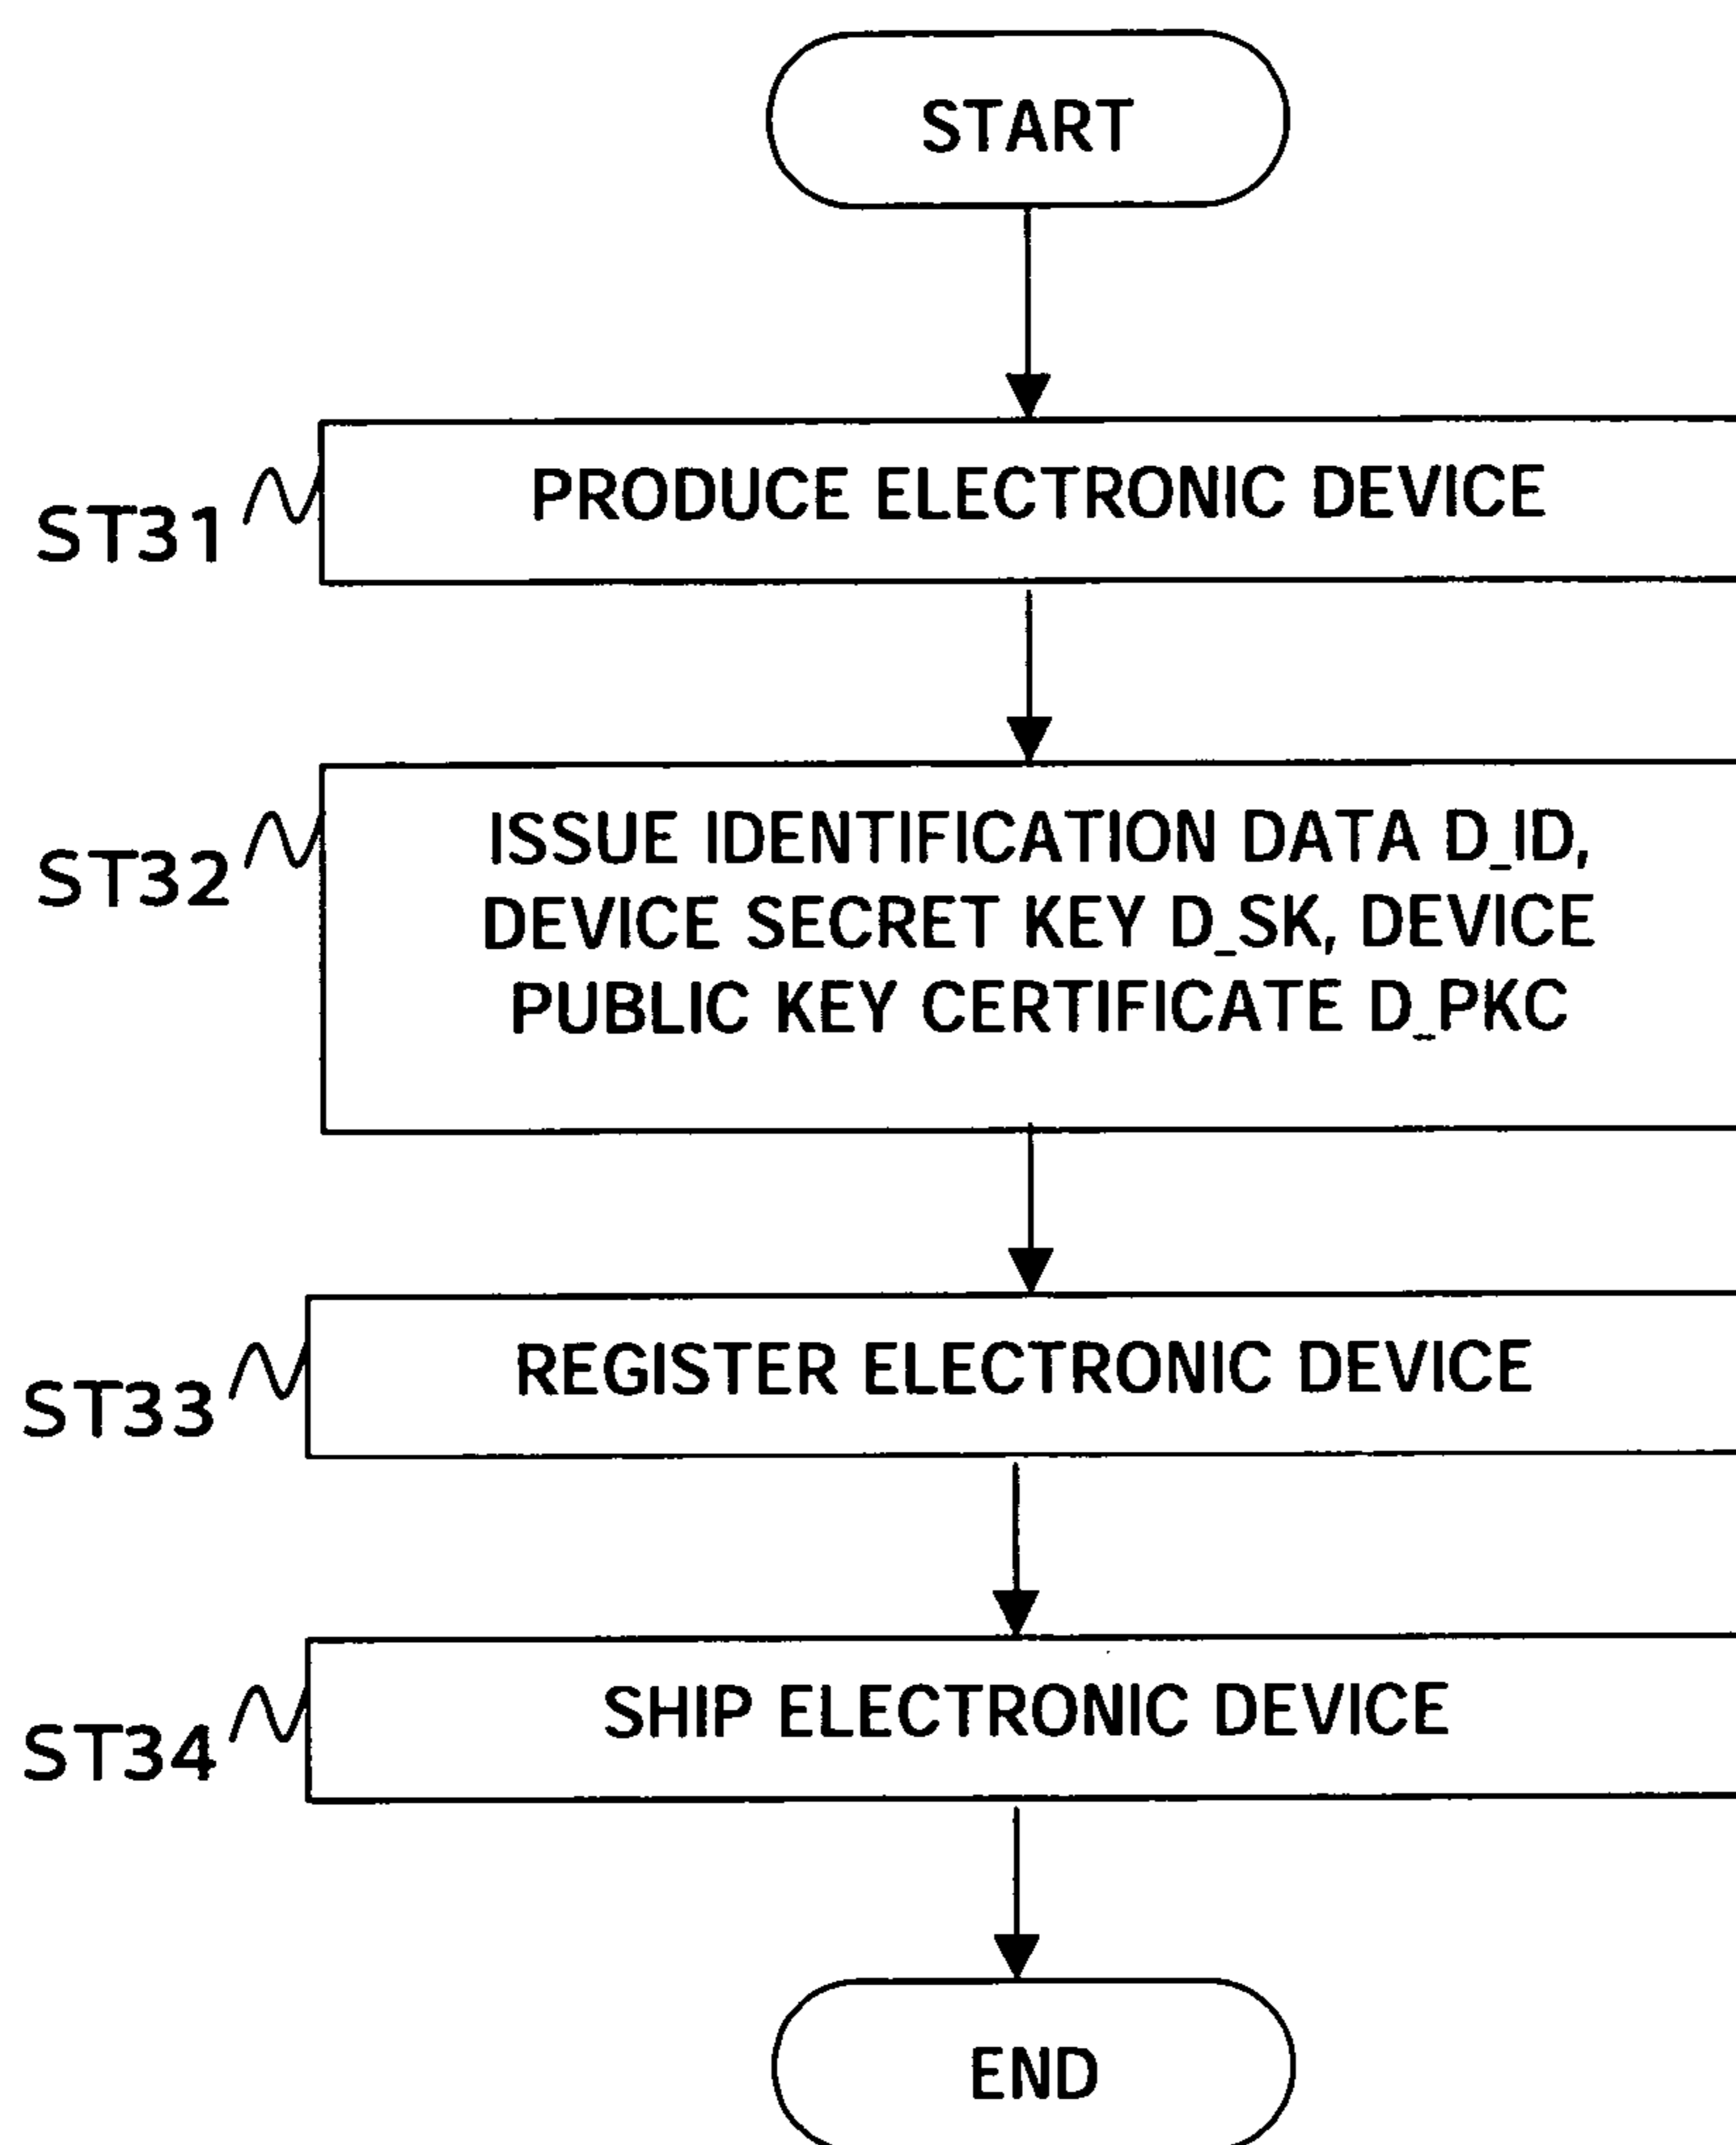 START
PRODUCE ELECTRONIC DEVICE
ST31
ISSUE IDENTIFICATION DATA D_ID,
DEVICE SECRET KEY D_SK, DEVICE
PUBLIC KEY CERTIFICATE D_PKC
ST32
REGISTER ELECTRONIC DEVICE
ST33
SHIP ELECTRONIC DEVICE
ST34
END